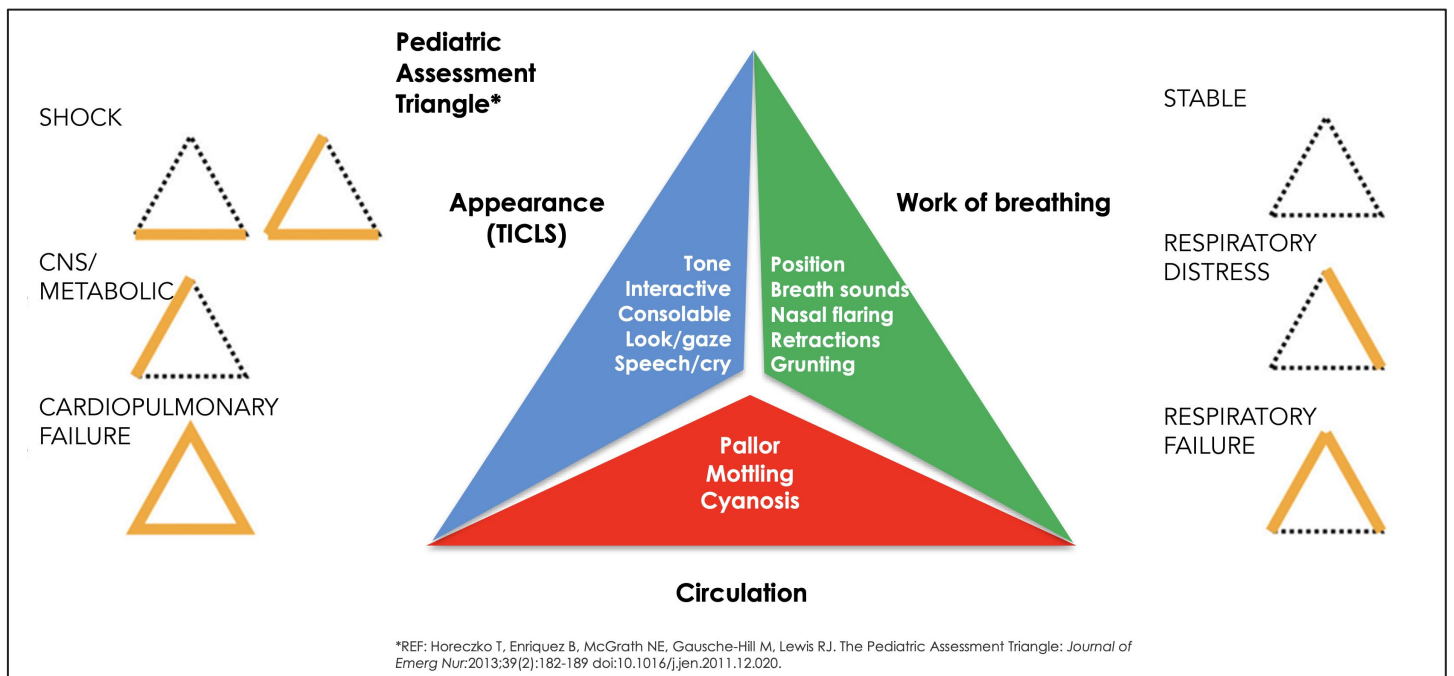 Pediatric
Assessment
Triangle*
SHOCK
CNS/
METABOLIC
CARDIOPULMONARY
FAILURE
Appearance
(TICLS)
Tone
Interactive
Consolable
Look/gaze
Speech/cry
Work of breathing
Position
Breath sounds
Nasal flaring
Retractions
Grunting
Pallor
Mottling
Cyanosis
Circulation
STABLE
RESPIRATORY
DISTRESS
RESPIRATORY
FAILURE
*REF: Horeczko T, Enriquez B, McGrath NE, Gausche-Hill M, Lewis RJ. The Pediatric Assessment Triangle: Journal of
Emerg Nur:2013;39(2):182-189 doi:10.1016/j.jen.2011.12.020.